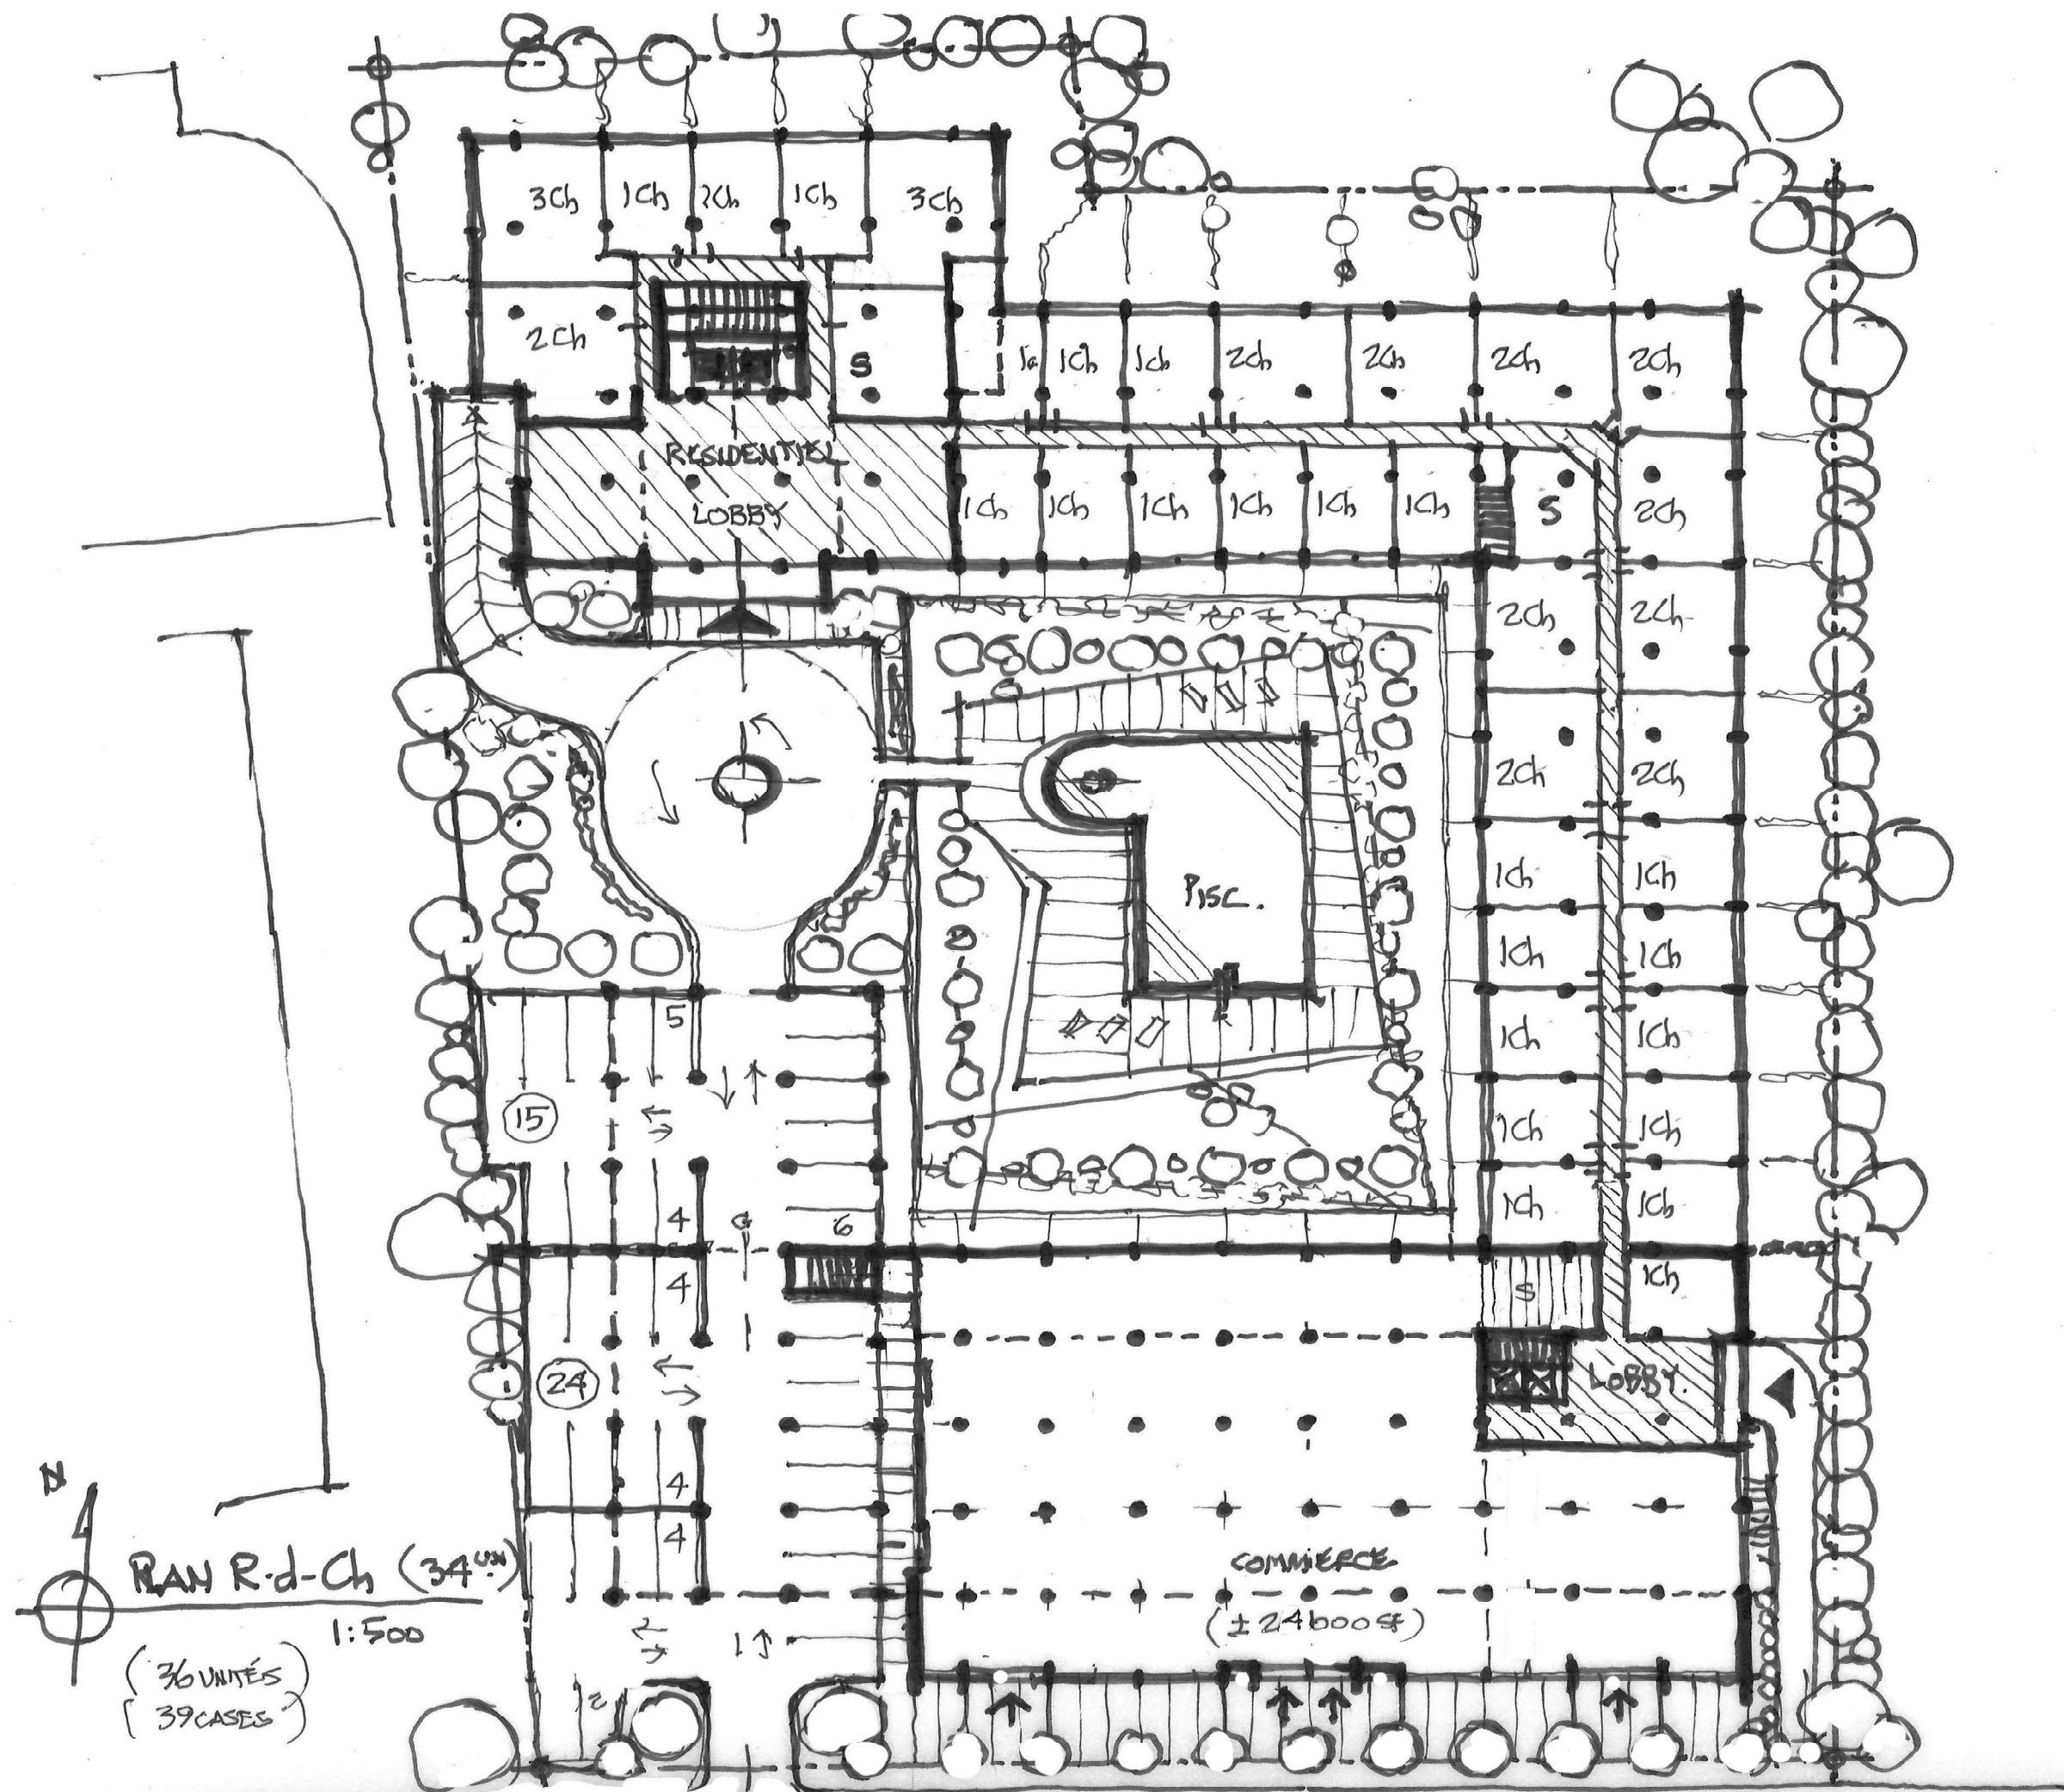 3Ch 1Ch 2Ch 1Ch 3Ch
2Ch S
1Ch 1Ch 2Ch 2Ch 2Ch 2Ch
RESIDENTIEL
LOBBY
1Ch 1Ch 1Ch 1Ch 1Ch 1Ch S 2Ch
2Ch 2Ch
2Ch 2Ch
PISC.
1Ch 1Ch
1Ch 1Ch
5
1Ch 1Ch
15
1Ch 1Ch
4 6 1Ch 1Ch
4 S 1Ch
24
LOBBY.
4
4
N
PLAN R.d-Ch (34 UN.)
1:500
(36 UNITÉS)
(39 CASES)
COMMERCE
(± 24600 SF)
2